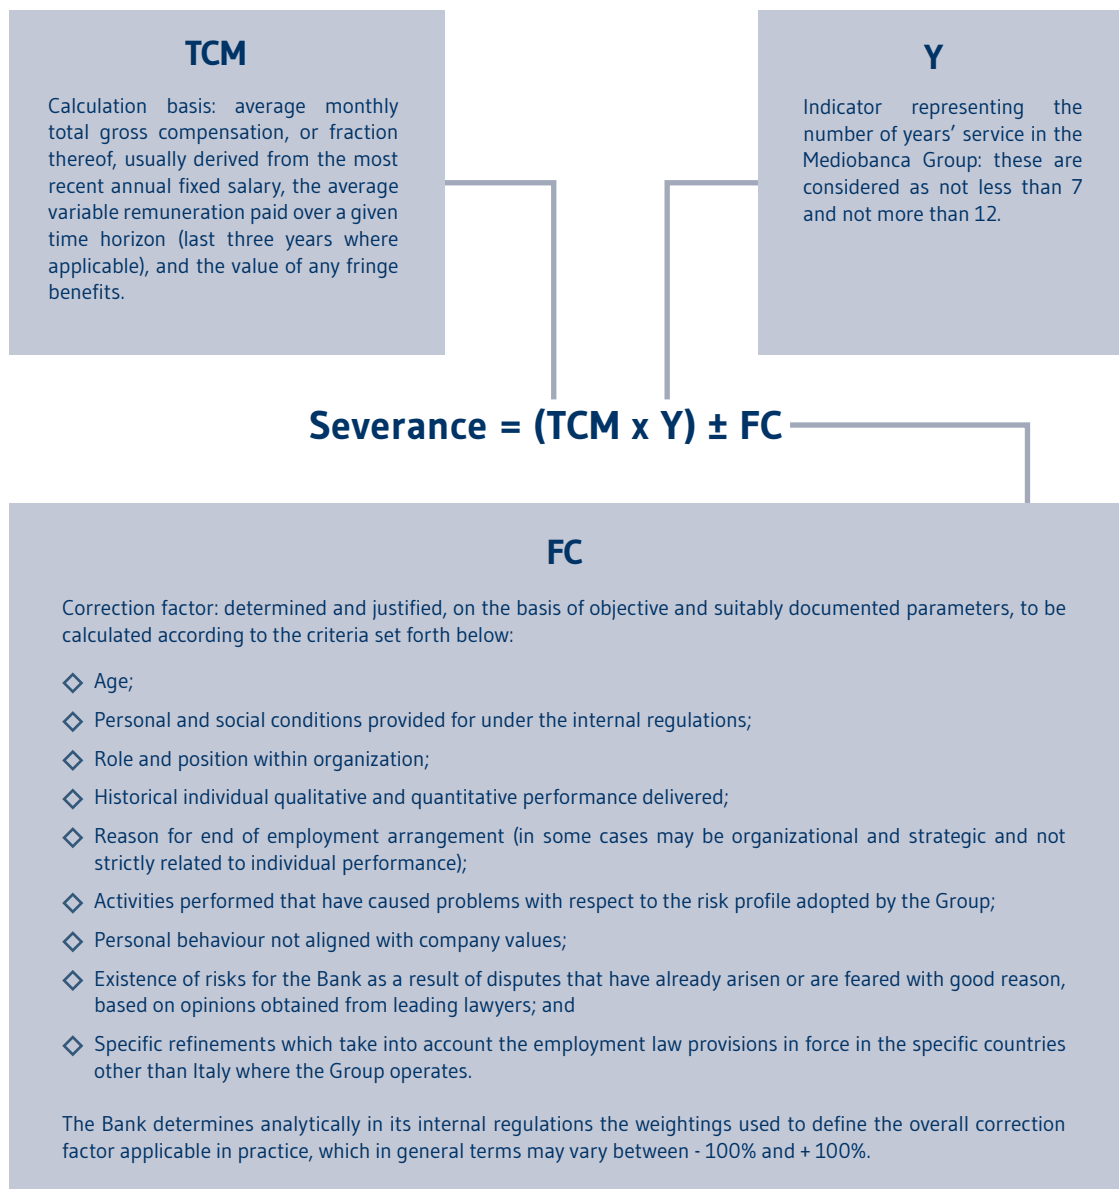 TCM
Calculation basis: average monthly
total gross compensation, or fraction
thereof, usually derived from the most
recent annual fixed salary, the average
variable remuneration paid over a given
time horizon (last three years where
applicable), and the value of any fringe
benefits.
Y
Indicator representing the
number of years’ service in the
Mediobanca Group: these are
considered as not less than 7
and not more than 12.
Severance = (TCM x Y) ± FC
FC
Correction factor: determined and justified, on the basis of objective and suitably documented parameters, to be
calculated according to the criteria set forth below:
◇ Age;
◇ Personal and social conditions provided for under the internal regulations;
◇ Role and position within organization;
◇ Historical individual qualitative and quantitative performance delivered;
◇ Reason for end of employment arrangement (in some cases may be organizational and strategic and not
strictly related to individual performance);
◇ Activities performed that have caused problems with respect to the risk profile adopted by the Group;
◇ Personal behaviour not aligned with company values;
◇ Existence of risks for the Bank as a result of disputes that have already arisen or are feared with good reason,
based on opinions obtained from leading lawyers; and
◇ Specific refinements which take into account the employment law provisions in force in the specific countries
other than Italy where the Group operates.
The Bank determines analytically in its internal regulations the weightings used to define the overall correction
factor applicable in practice, which in general terms may vary between - 100% and + 100%.